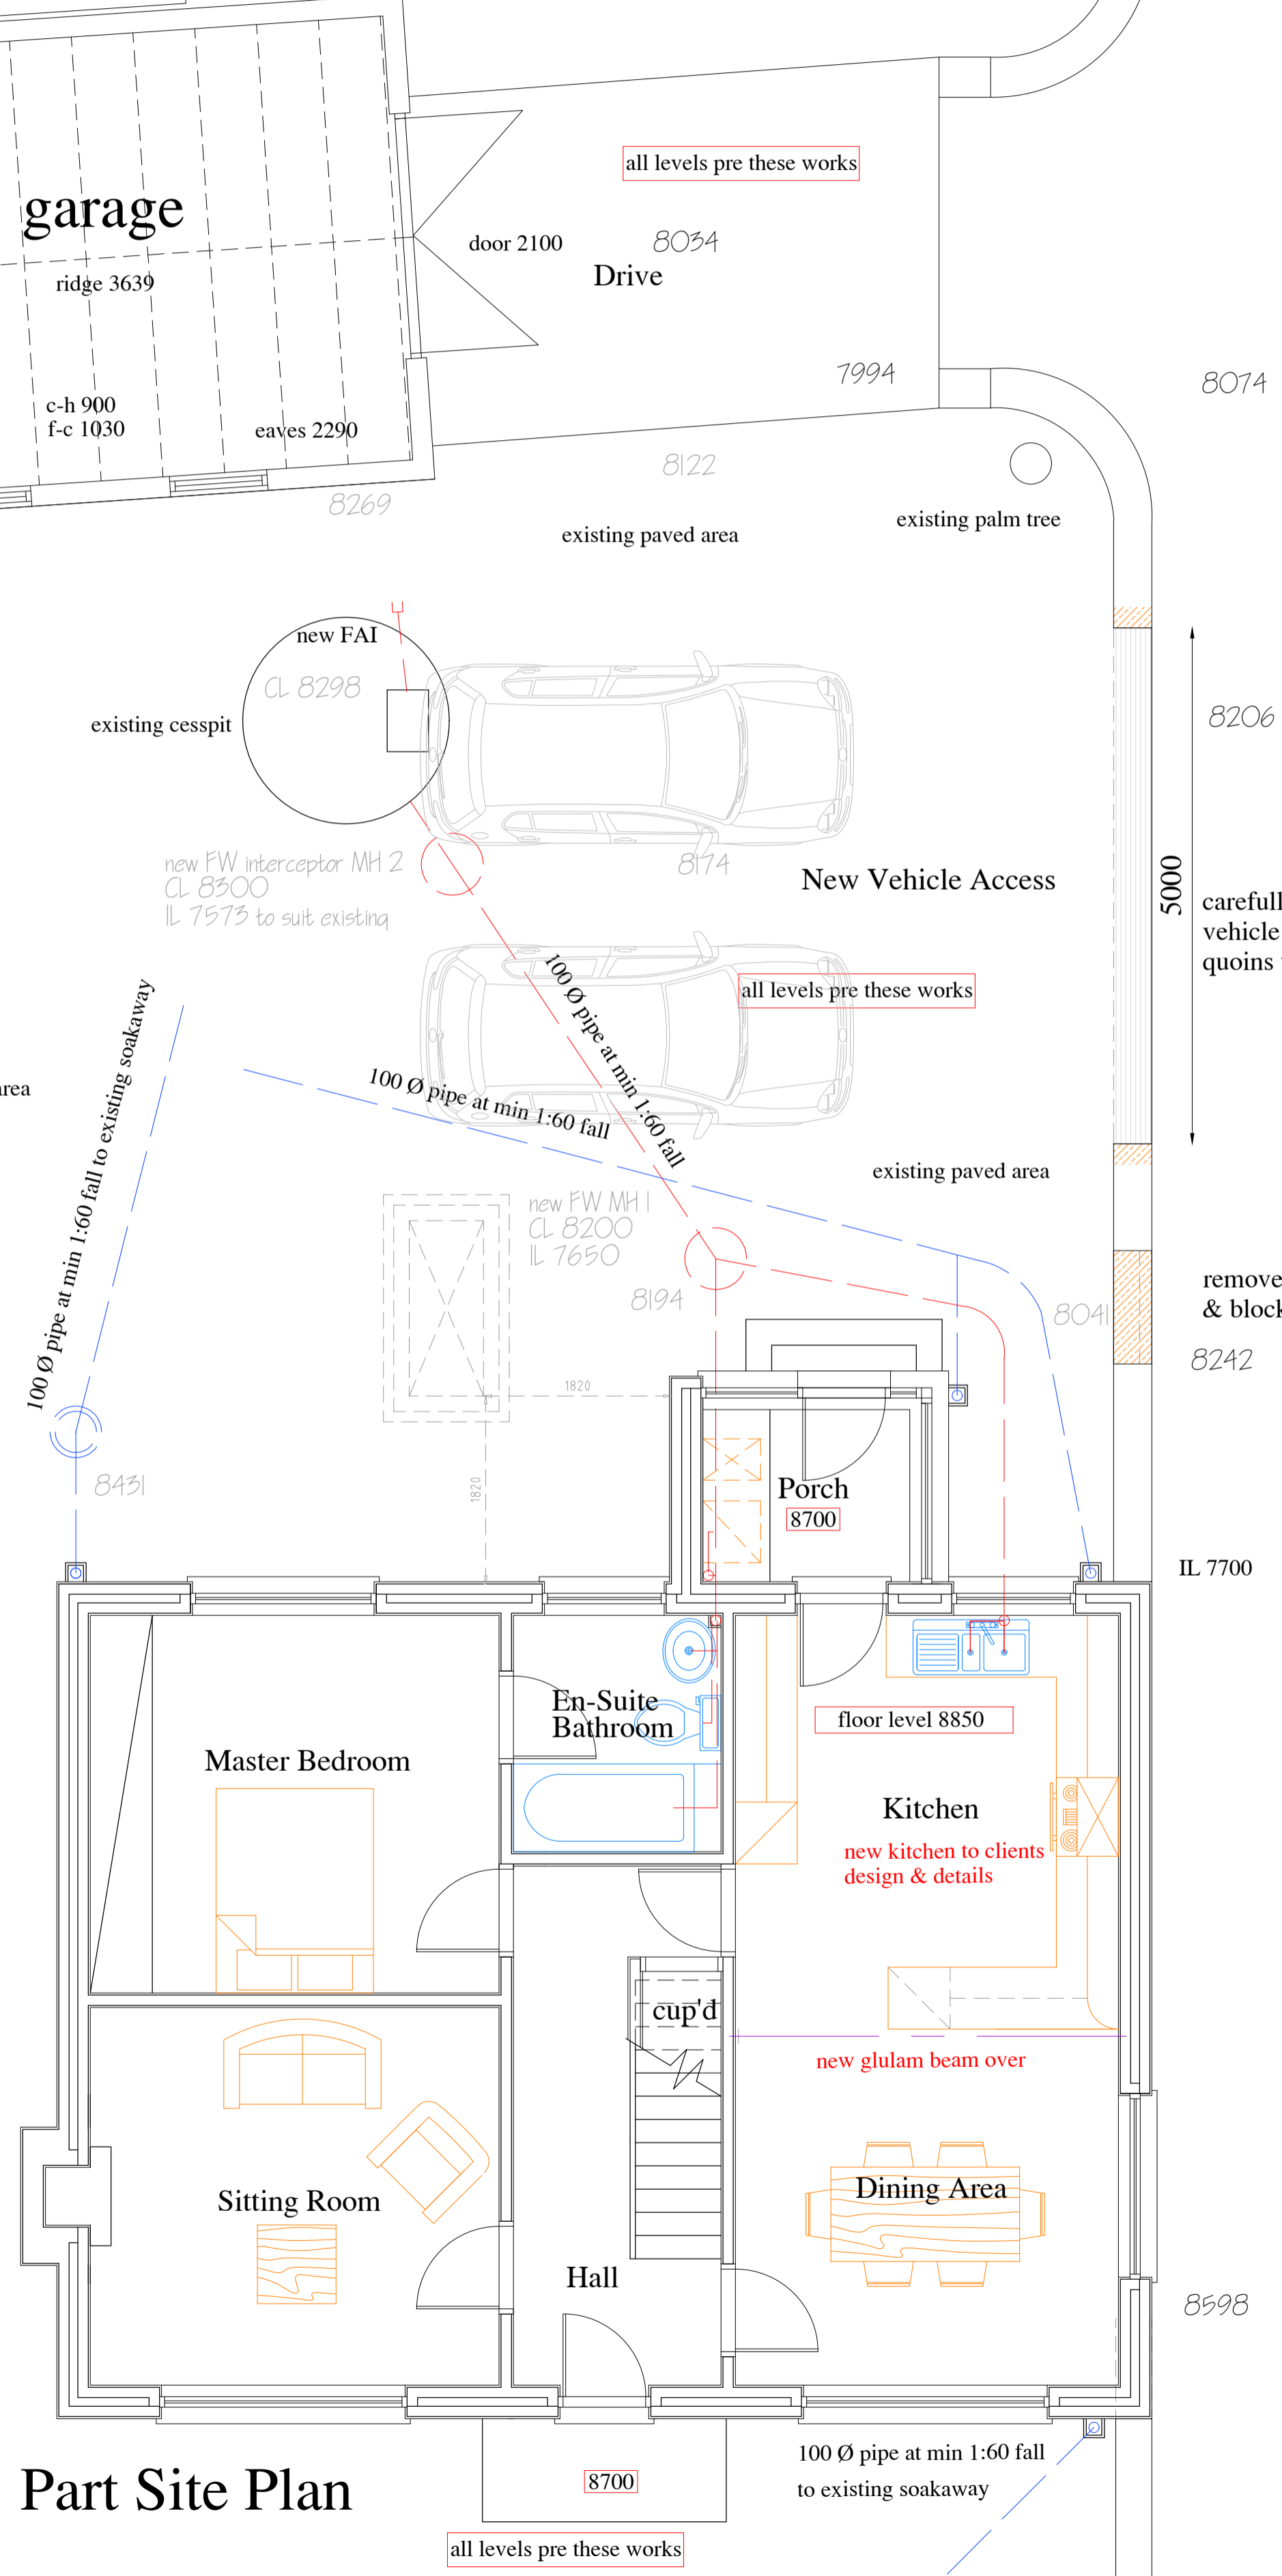 all levels pre these works
garage
door 2100
8034
Drive
ridge 3639
7994
8074
c-h 900
f-c 1030
eaves 2290
8122
8269
existing palm tree
existing paved area
new FAI
CL 8298
existing cesspit
8206
new FW interceptor MH 2
CL 8300
IL 7573 to suit existing
8174
New Vehicle Access
5000
carefull
vehicle
quoins
all levels pre these works
100 Ø pipe at min 1:60 fall
100 Ø pipe at min 1:60 fall
100 Ø pipe at min 1:60 fall to existing soakaway
area
existing paved area
new FW MH 1
CL 8200
IL 7650
8194
8041
remove
& block
8242
1820
1820
8431
Porch
8700
IL 7700
En-Suite
Bathroom
floor level 8850
Master Bedroom
Kitchen
new kitchen to clients
design & details
cup'd
new glulam beam over
Sitting Room
Dining Area
Hall
8598
100 Ø pipe at min 1:60 fall
to existing soakaway
Part Site Plan
8700
all levels pre these works